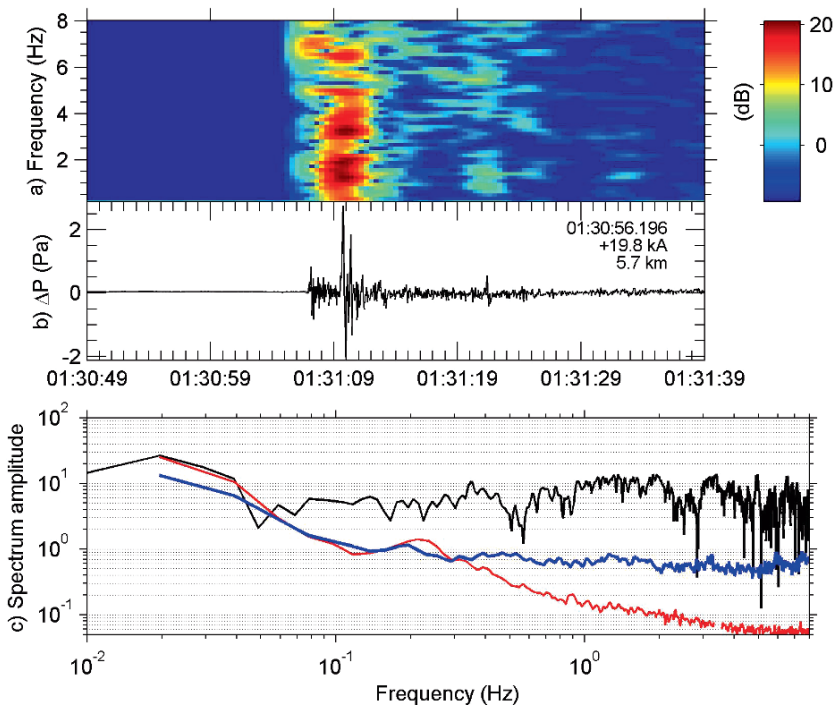 8
6
4
2
a) Frequency (Hz)
20
10
0
(dB)
2
0
-2
b) ΔP (Pa)
01:30:56.196
+19.8 kA
5.7 km
01:30:49 01:30:59 01:31:09 01:31:19 01:31:29 01:31:39
10²
10¹
10⁰
10⁻¹
c) Spectrum amplitude
10⁻² 10⁻¹ 10⁰
Frequency (Hz)